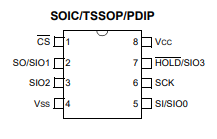 SOIC/TSSOP/PDIP
CS 1 8 Vcc
SO/SIO1 2 7 HOLD/SIO3
SIO2 3 6 SCK
Vss 4 5 SI/SIO0